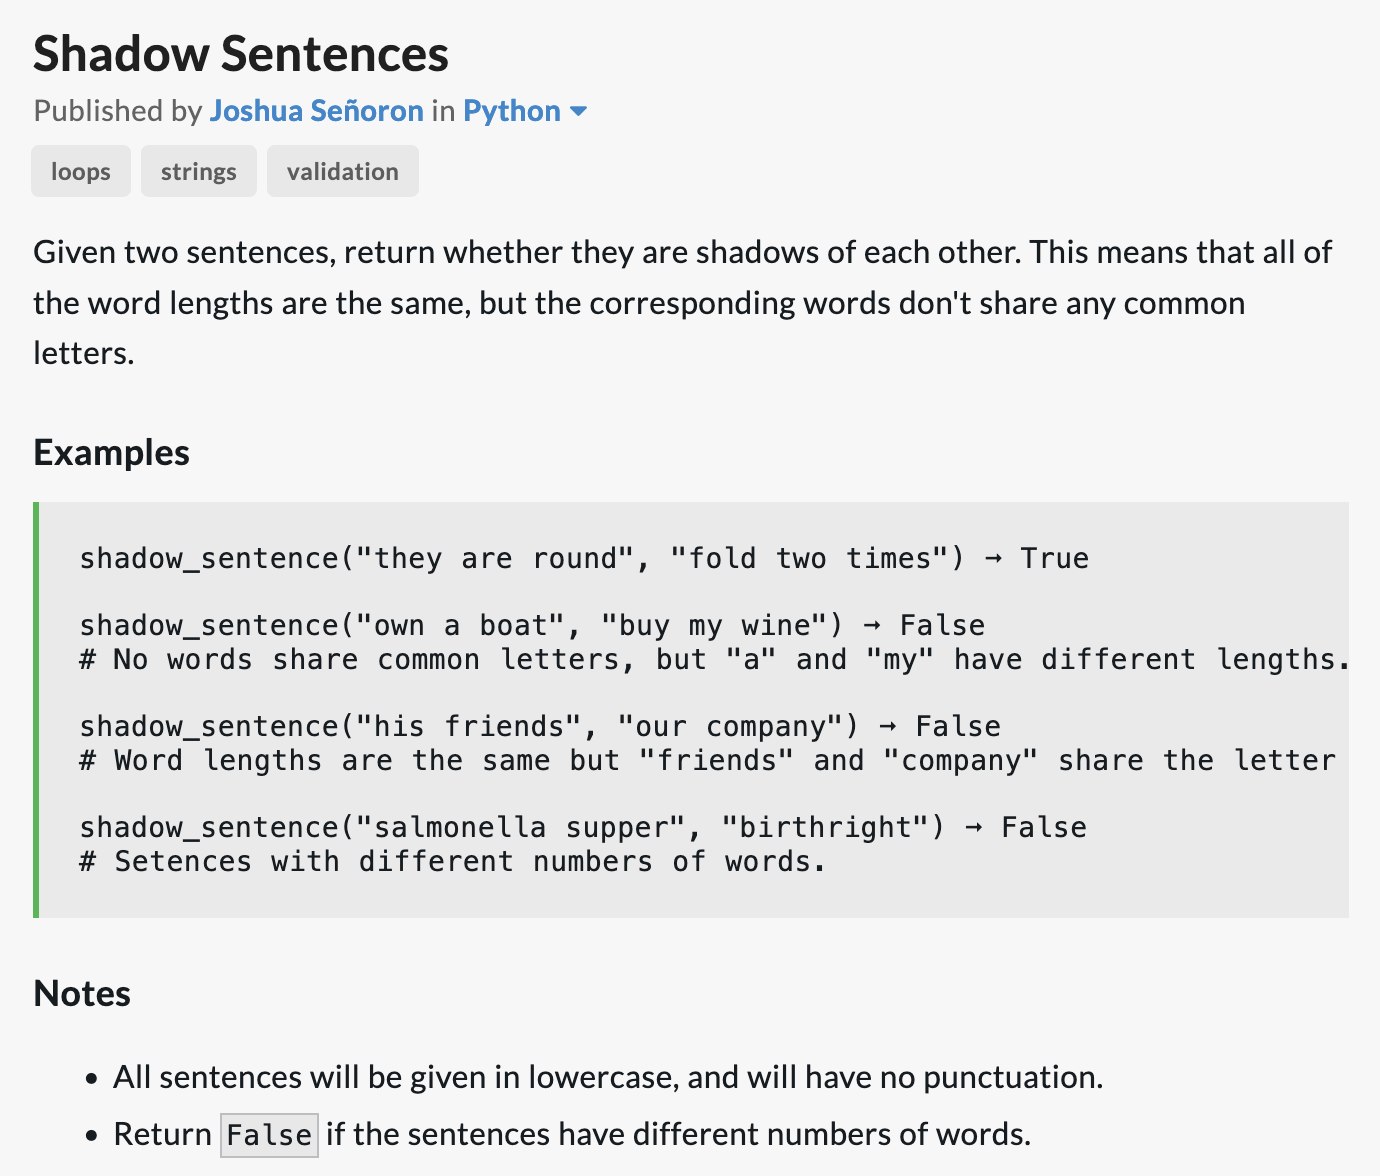 Shadow Sentences
Published by Joshua Señoron in Python
loops strings validation
Given two sentences, return whether they are shadows of each other. This means that all of
the word lengths are the same, but the corresponding words don't share any common
letters.
Examples
shadow_sentence("they are round", "fold two times") → True
shadow_sentence("own a boat", "buy my wine") → False
# No words share common letters, but "a" and "my" have different lengths.
shadow_sentence("his friends", "our company") → False
# Word lengths are the same but "friends" and "company" share the letter
shadow_sentence("salmonella supper", "birthright") → False
# Setences with different numbers of words.
Notes
• All sentences will be given in lowercase, and will have no punctuation.
• Return False if the sentences have different numbers of words.